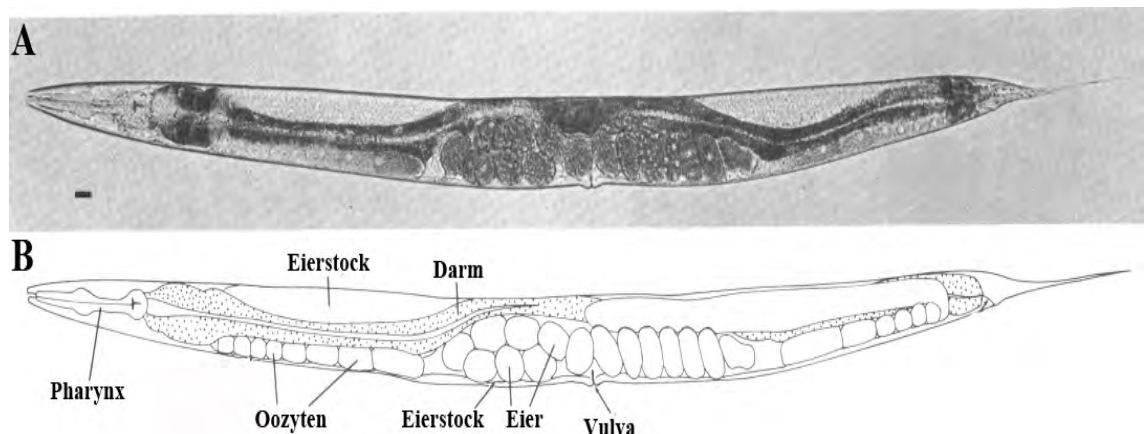 A
B
Eierstock
Darm
Pharynx
Oozyten
Eierstock
Eier
Vulva